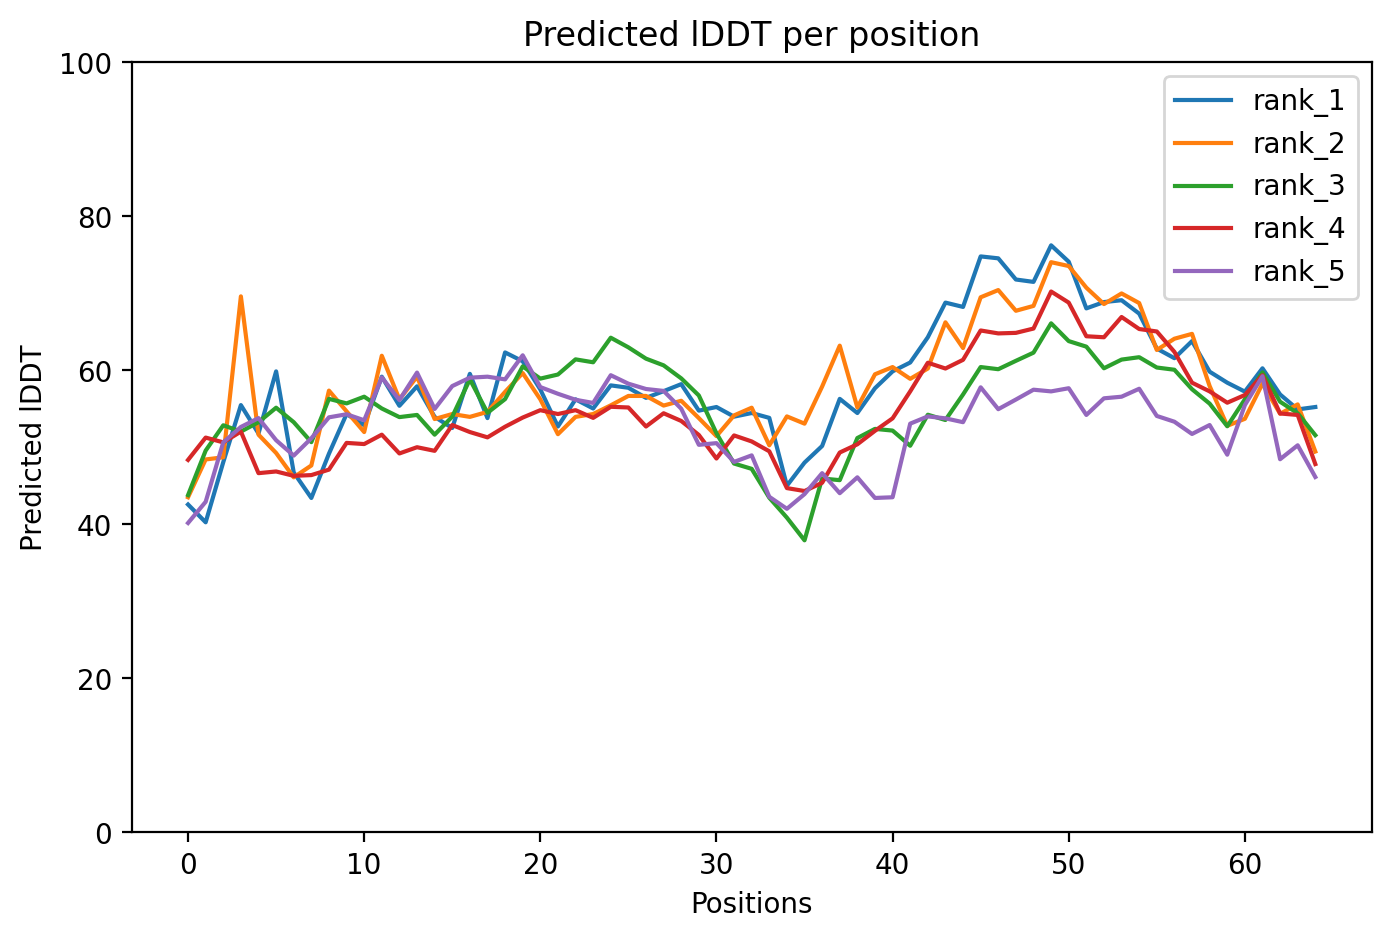 Predicted lDDT per position
100
80
60
40
20
0
Predicted lDDT
0 10 20 30 40 50 60
Positions
rank_1
rank_2
rank_3
rank_4
rank_5